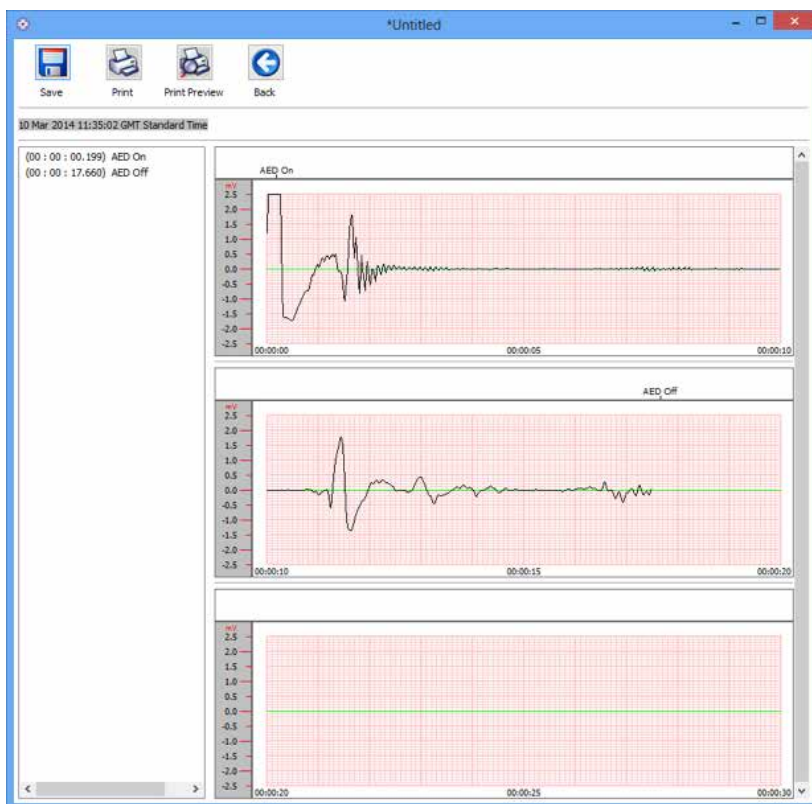 *Untitled
Save Print Print Preview Back
10 Mar 2014 11:35:02 GMT Standard Time
(00 : 00 : 00.199) AED On
(00 : 00 : 17.660) AED Off
AED On
mV
2.5
2.0
1.5
1.0
0.5
0.0
-0.5
-1.0
-1.5
-2.0
-2.5
00:00:00 00:00:05 00:00:10
AED Off
mV
2.5
2.0
1.5
1.0
0.5
0.0
-0.5
-1.0
-1.5
-2.0
-2.5
00:00:10 00:00:15 00:00:20
mV
2.5
2.0
1.5
1.0
0.5
0.0
-0.5
-1.0
-1.5
-2.0
-2.5
00:00:20 00:00:25 00:00:30